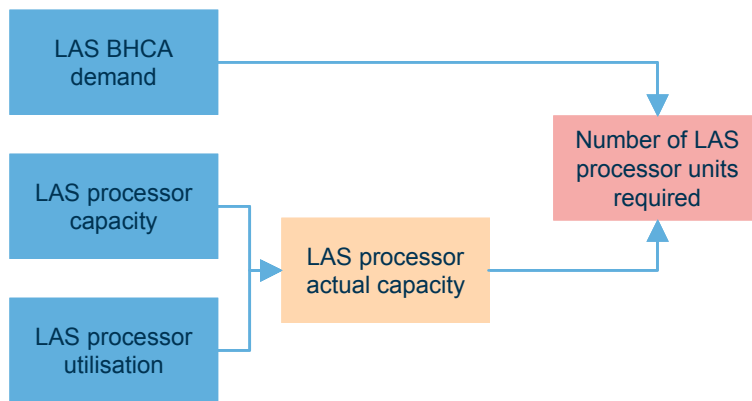 LAS BHCA
demand
Number of LAS
processor units
required
LAS processor
capacity
LAS processor
actual capacity
LAS processor
utilisation